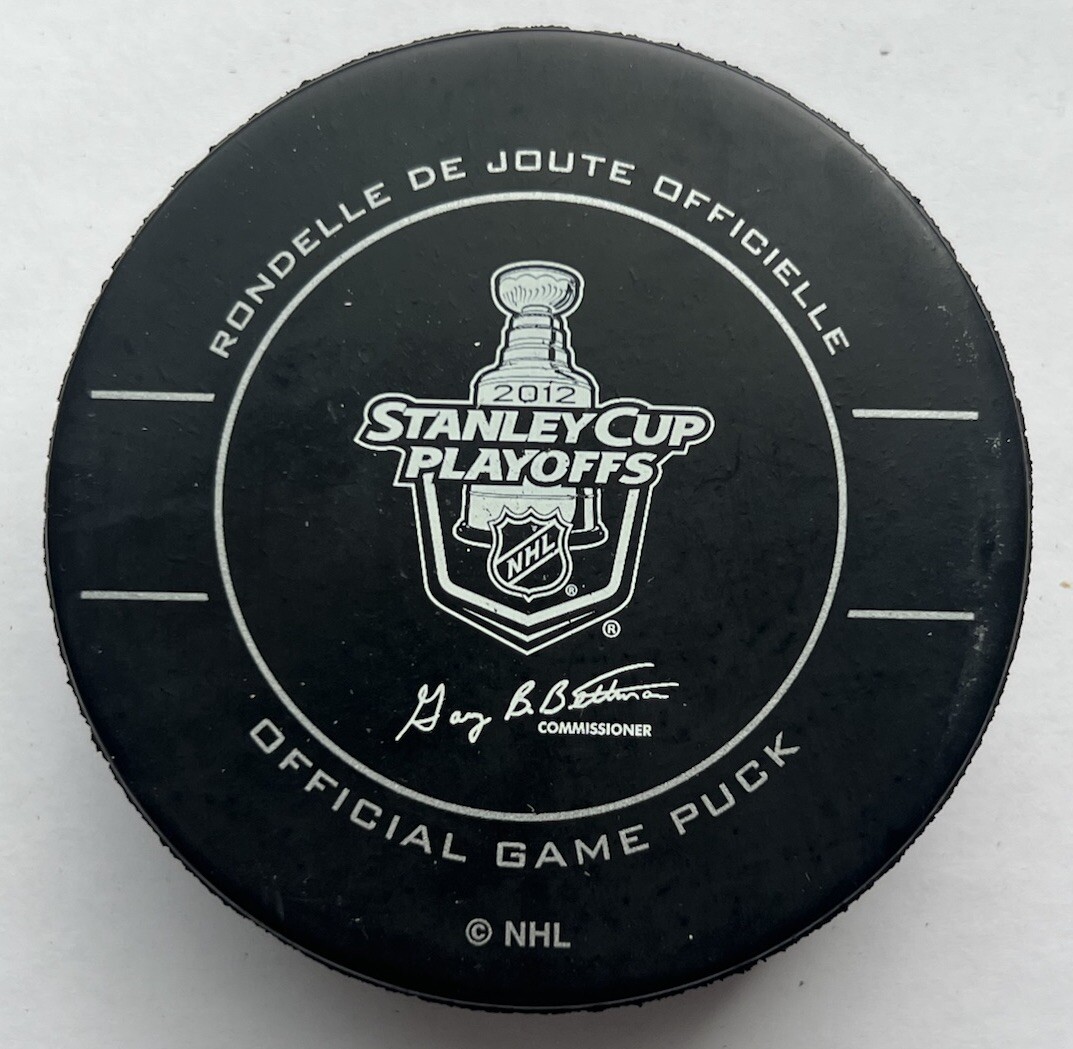 RONDELLE DE JOUTE OFFICIELLE
2012
STANLEY CUP
PLAYOFFS
NHL
®
®
Gary B. Bettman
COMMISSIONER
OFFICIAL GAME PUCK
© NHL